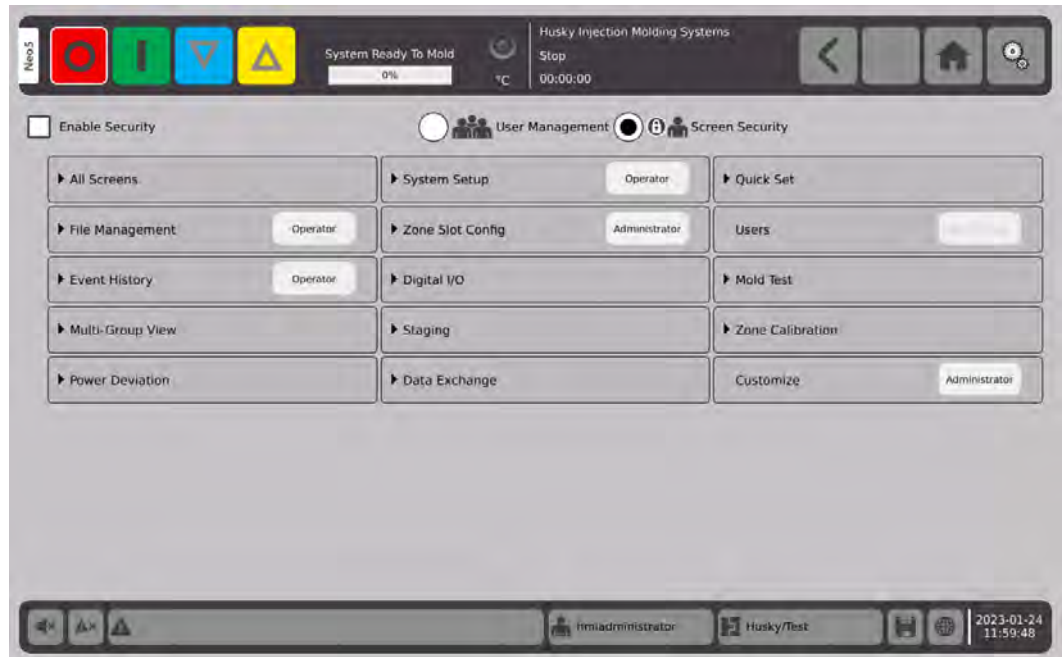 Neo5
System Ready To Mold
0%
°C
Husky Injection Molding Systems
Stop
00:00:00
Enable Security
User Management
Screen Security
All Screens
System Setup
Operator
Quick Set
File Management
Operator
Zone Slot Config
Administrator
Users
Event History
Operator
Digital I/O
Mold Test
Multi-Group View
Staging
Zone Calibration
Power Deviation
Data Exchange
Customize
Administrator
hmiadministrator
Husky/Test
2023-01-24
11:59:48